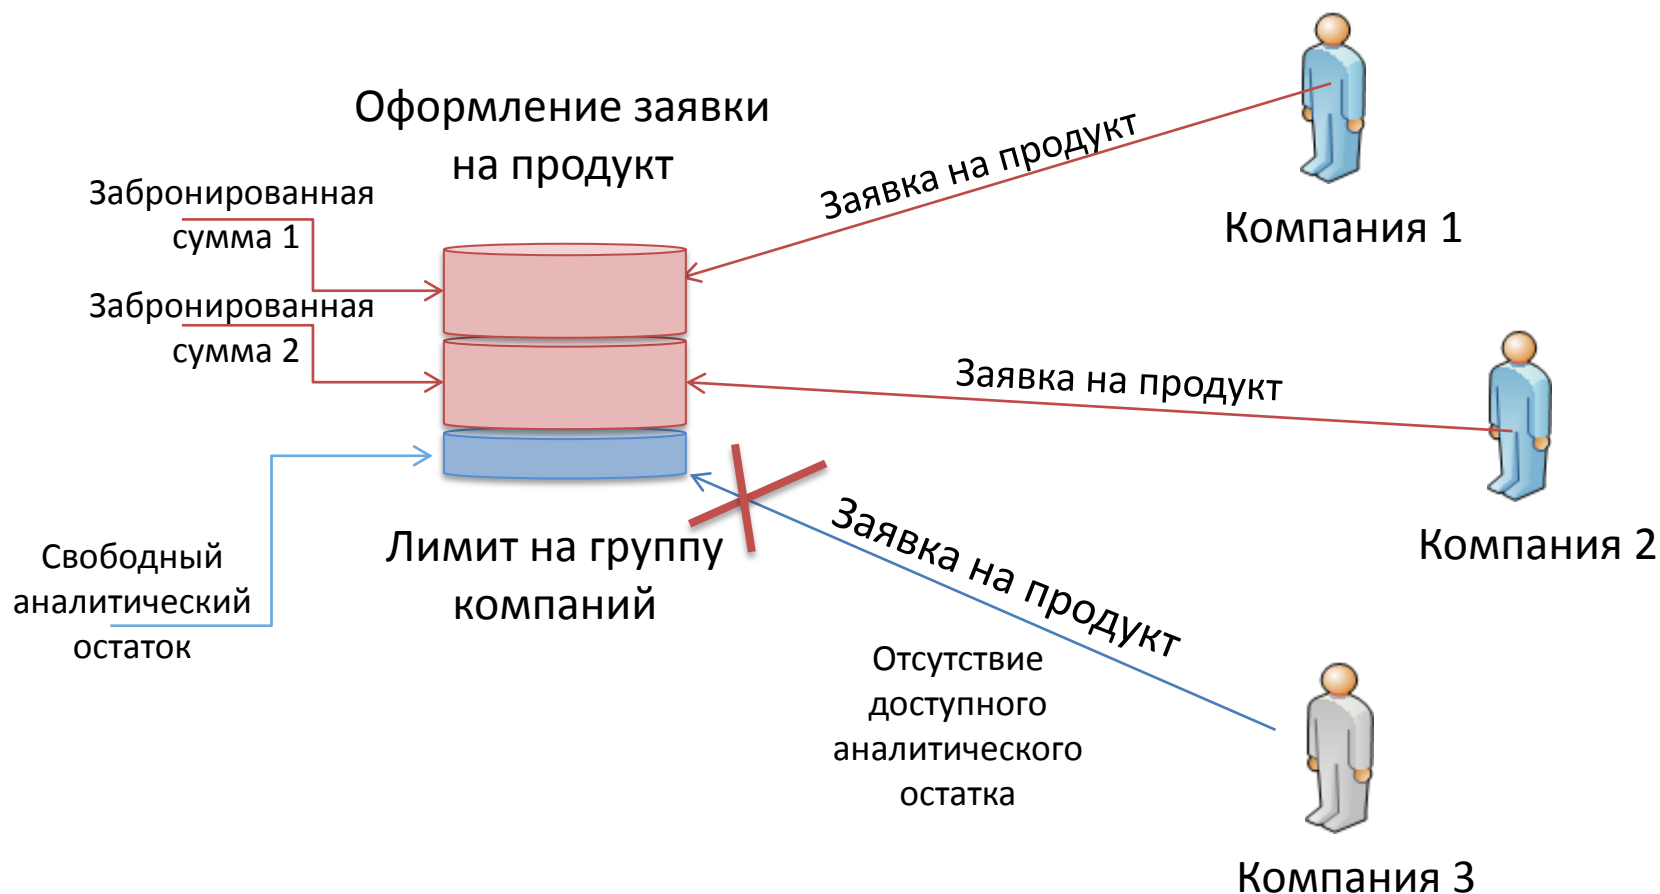 Оформление заявки
на продукт
Забронированная
сумма 1
Забронированная
сумма 2
Свободный
аналитический
остаток
Лимит на группу
компаний
Заявка на продукт
Компания 1
Заявка на продукт
Компания 2
Заявка на продукт
Отсутствие
доступного
аналитического
остатка
Компания 3